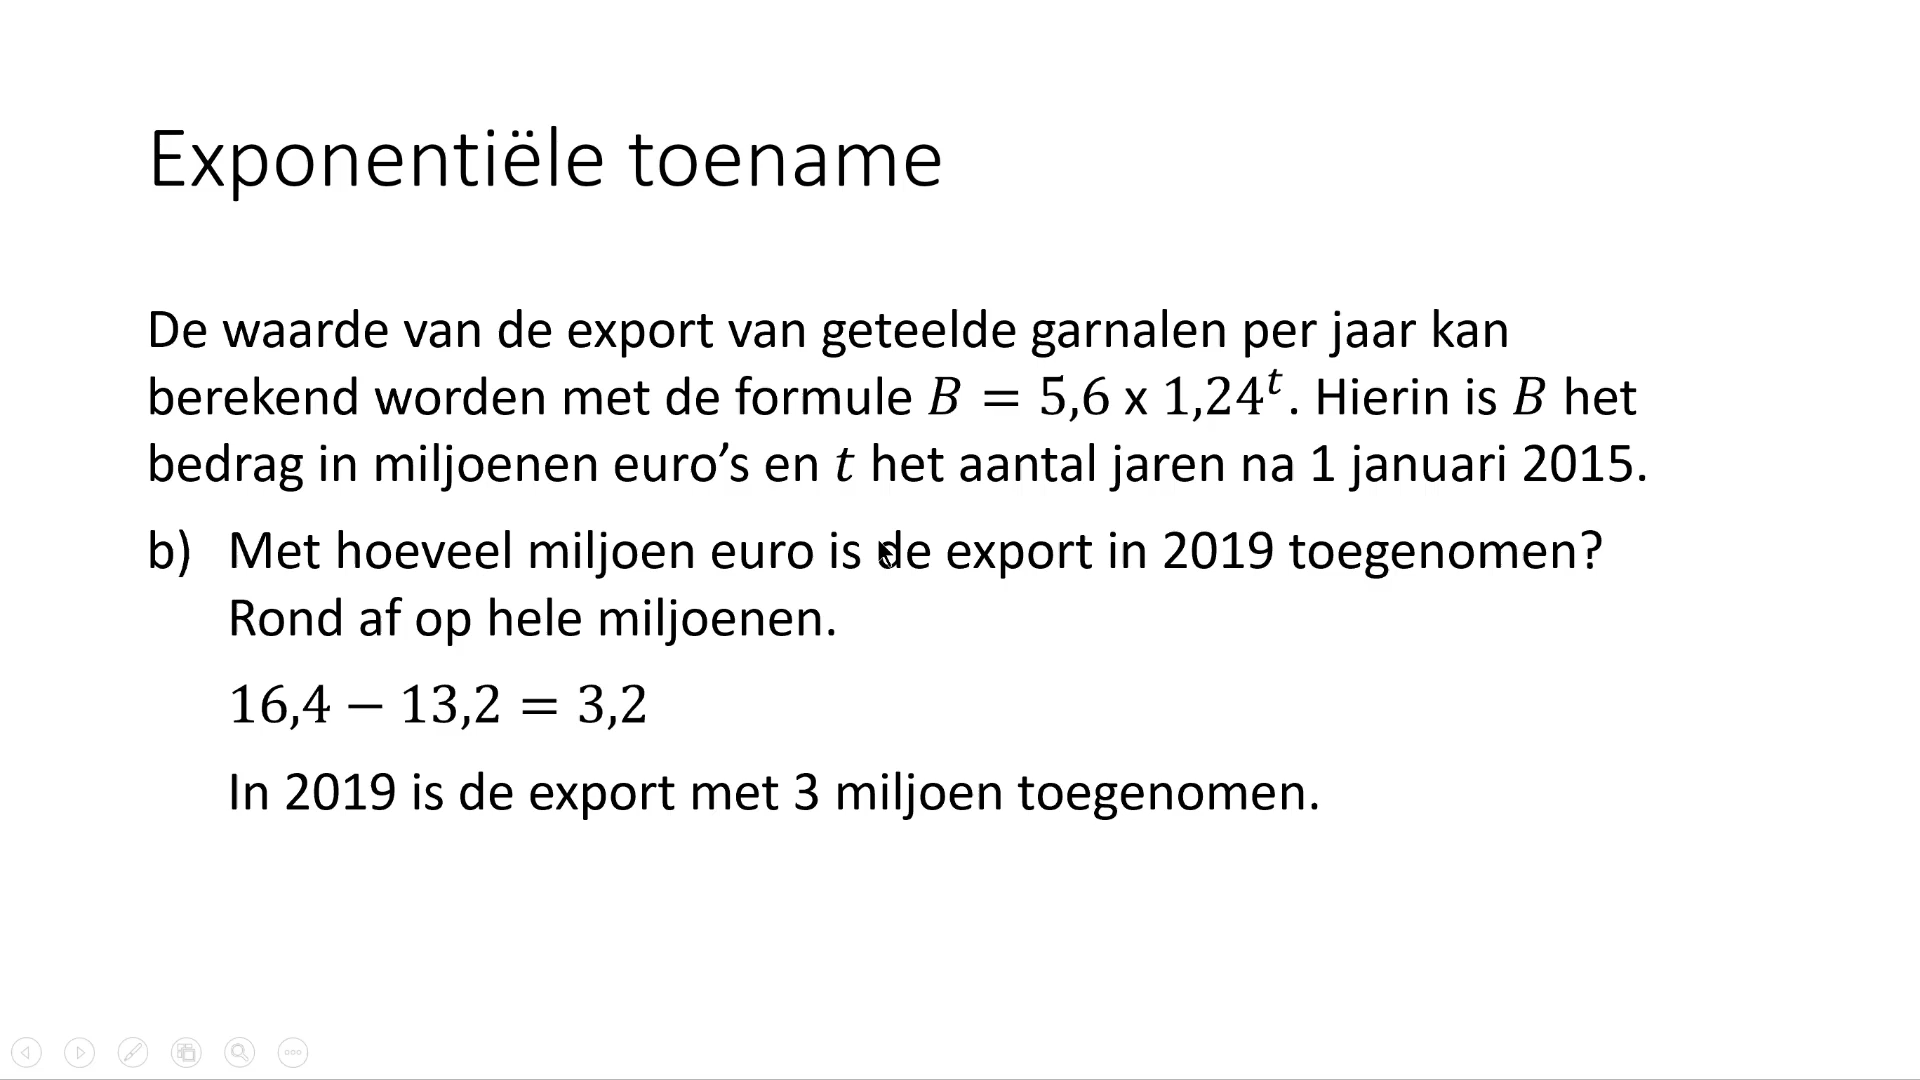 Exponentiële toename
De waarde van de export van geteelde garnalen per jaar kan
berekend worden met de formule B = 5,6 x 1,24^t. Hierin is B het
bedrag in miljoenen euro’s en t het aantal jaren na 1 januari 2015.
b) Met hoeveel miljoen euro is de export in 2019 toegenomen?
Rond af op hele miljoenen.
16,4 − 13,2 = 3,2
In 2019 is de export met 3 miljoen toegenomen.